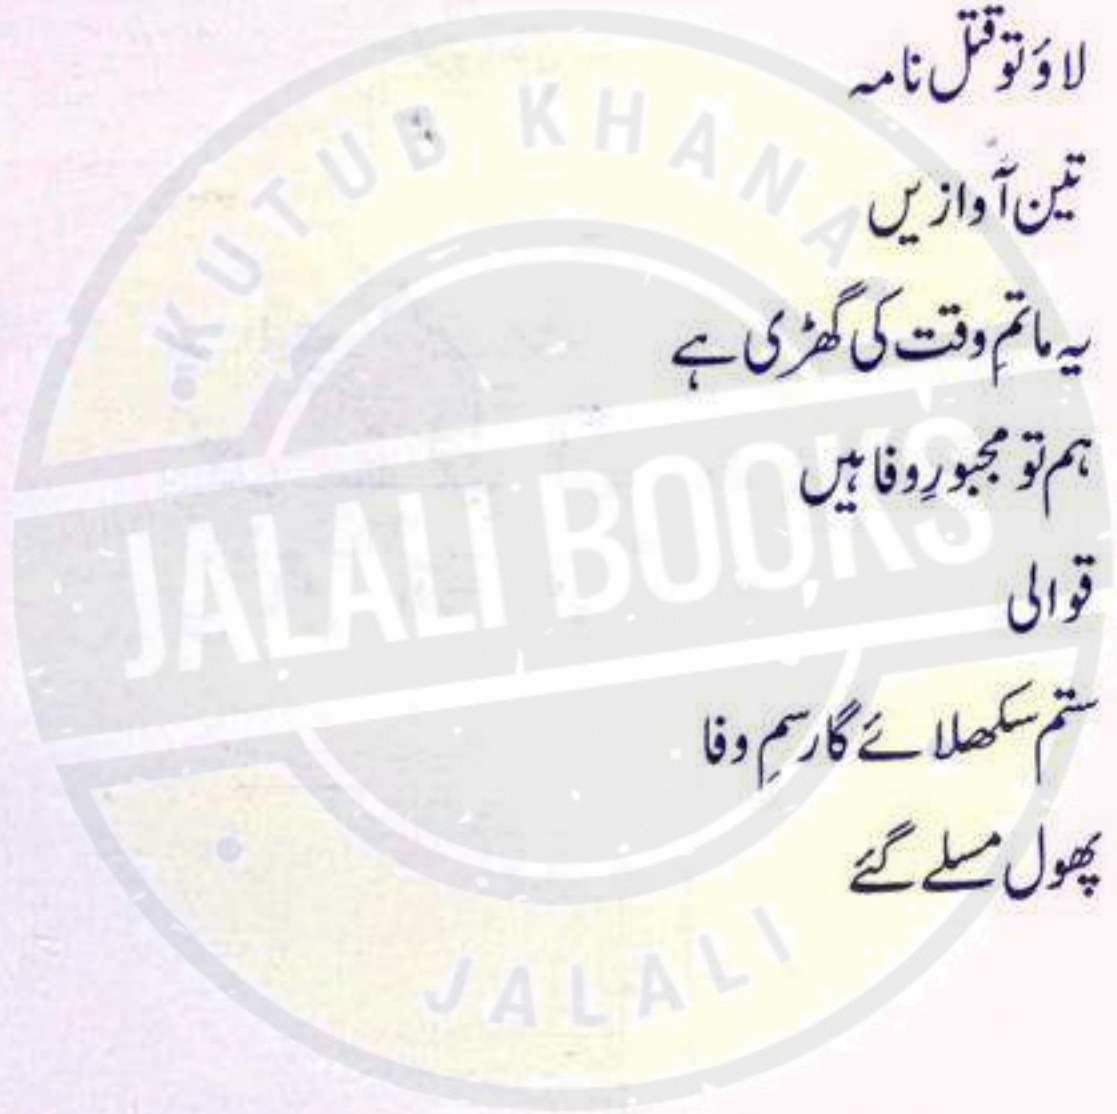 لاؤ تو قتل نامہ
تین آوازیں
یہ ماتمِ وقت کی گھڑی ہے
ہم تو مجبورِ وفا ہیں
قوالی
ستم سکھلائے گا رسمِ وفا
پھول مسلے گئے
KUTUB KHANA
JALALI BOOKS
JALALI